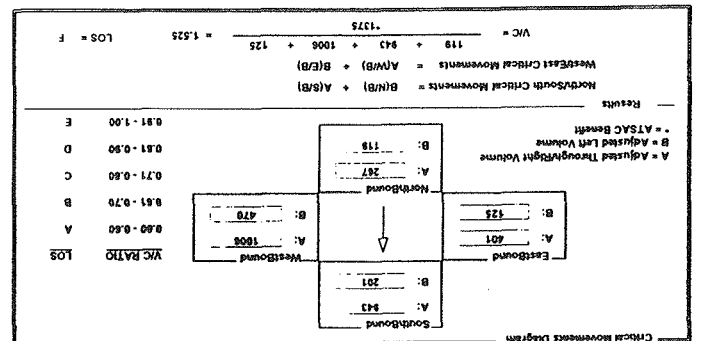 Critical Movements Diagram
SouthBound
A: 943
B: 201
EastBound
A: 401
B: 125
WestBound
A: 1006
B: 470
NorthBound
A: 267
B: 119
V/C RATIO LOS
0.00 - 0.60 A
0.61 - 0.70 B
0.71 - 0.80 C
0.81 - 0.90 D
0.91 - 1.00 E
A = Adjusted Through/Right Volume
B = Adjusted Left Volume
* = ATSAC Benefit
Results
North/South Critical Movements = B(N/B) + A(S/B)
West/East Critical Movements = A(W/B) + B(E/B)
V/C = 119 + 943 + 1006 + 125 = 1.525 LOS = F
*1375